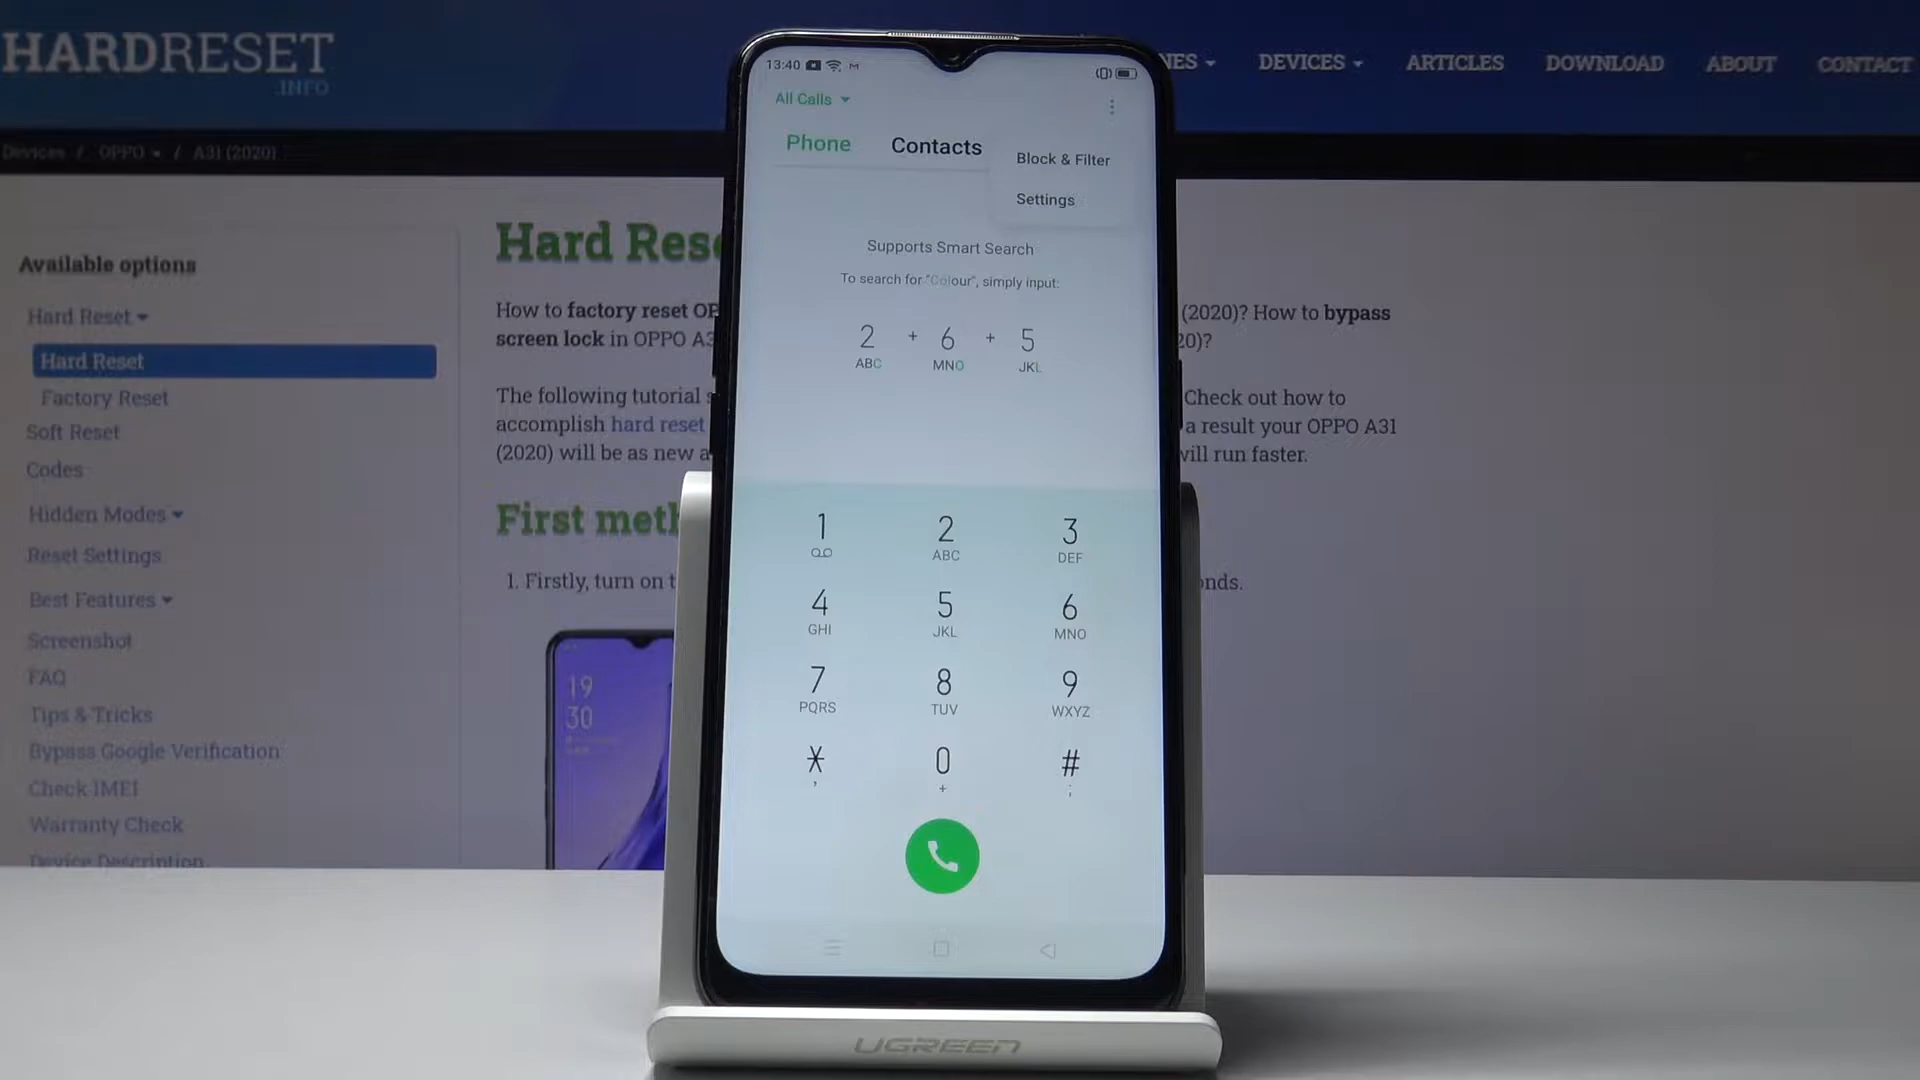 HARDRESET
.INFO
DEVICES
ARTICLES
DOWNLOAD
ABOUT
CONTACT
Devices / OPPO / A31 (2020)
Available options
Hard Reset
Hard Reset
Factory Reset
Soft Reset
Codes
Hidden Modes
Reset Settings
Best Features
Screenshot
FAQ
Tips & Tricks
Bypass Google Verification
Check IMEI
Warranty Check
Device Description
Hard
How to factory reset
(2020)? How to bypass
screen lock in OPPO
The following tutorial
Check out how to
accomplish hard reset
a result your OPPO A31
(2020) will be as new
will run faster.
First
1. Firstly, turn on
19
30
13:40
All Calls
Phone
Contacts
Block & Filter
Settings
Supports Smart Search
To search for "Colour", simply input:
2 + 6 + 5
ABC MNO JKL
1 2 3
ABC DEF
4 5 6
GHI JKL MNO
7 8 9
PQRS TUV WXYZ
* 0 #
, + ;
UGREEN